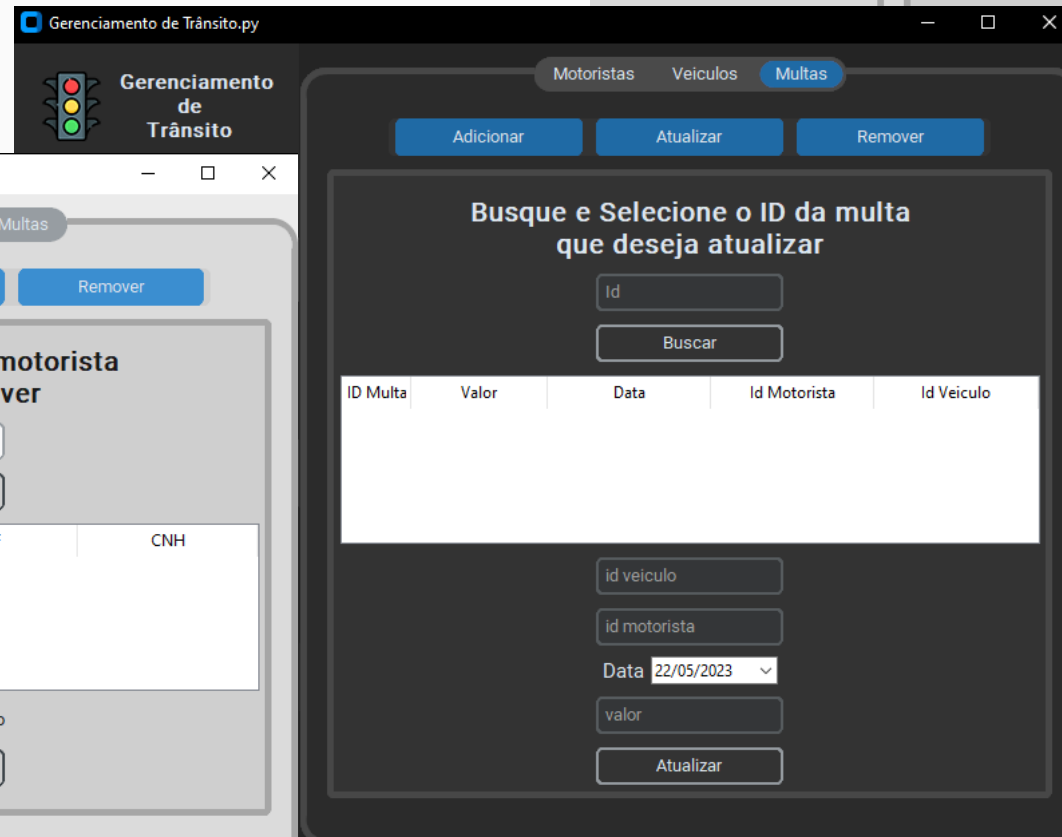 Gerenciamento de Trânsito.py
Gerenciamento
de
Trânsito
Motoristas Veiculos Multas
Adicionar Atualizar Remover
Busque e Selecione o ID da multa
que deseja atualizar
Id
Buscar
ID Multa Valor Data Id Motorista Id Veiculo
id veiculo
id motorista
Data 22/05/2023
valor
Atualizar
Multas
Remover
motorista
ver
CNH